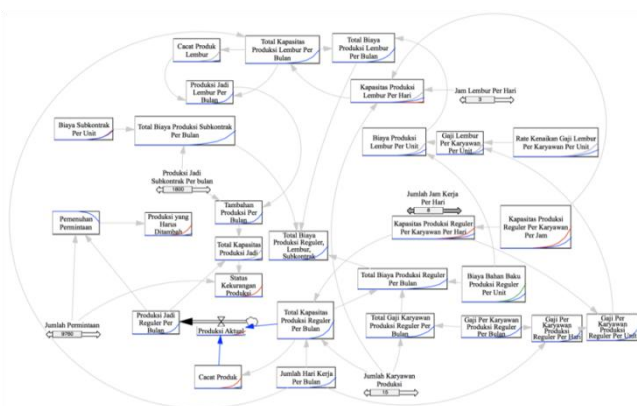 Cacat Produk
Lembur
Total Kapasitas
Produksi Lembur Per
Bulan
Total Biaya
Produksi Lembur Per
Bulan
Produksi Jadi
Lembur Per
Bulan
Kapasitas Produksi
Lembur Per Hari
Jam Lembur Per Hari
3
Biaya Subkontrak
Per Unit
Total Biaya Produksi Subkontrak
Per Bulan
Biaya Produksi
Lembur Per Unit
Gaji Lembur
Per Karyawan
Per Unit
Rate Kenaikan Gaji Lembur
Per Karyawan Per Unit
Produksi Jadi
Subkontrak Per bulan
Jumlah Jam Kerja
Per Hari
8
Pemenuhan
Permintaan
Produksi yang
Harus
Ditambah
Tambahan
Produksi Per
Bulan
Total Biaya
Produksi Reguler,
Lembur,
Subkontrak
Kapasitas Produksi Reguler
Per Karyawan Per Hari
Kapasitas Produksi
Reguler Per Karyawan
Per Jam
Total Kapasitas
Produksi Jadi
Status
Kekurangan
Produksi
Total Biaya Produksi Reguler
Per Bulan
Biaya Bahan Baku
Produksi Reguler
Per Unit
Jumlah Permintaan
Produksi Jadi
Reguler Per
Bulan
Produksi Aktual
Total Kapasitas
Produksi Reguler
Per Bulan
Total Gaji Karyawan
Produksi Reguler Per
Bulan
Gaji Per Karyawan
Produksi Reguler Per
Bulan
Gaji Per
Karyawan
Produksi
Reguler Per Hari
Gaji Per
Karyawan
Produksi
Reguler Per Unit
Cacat Produk
Jumlah Hari Kerja
Per Bulan
Jumlah Karyawan
Produksi
15